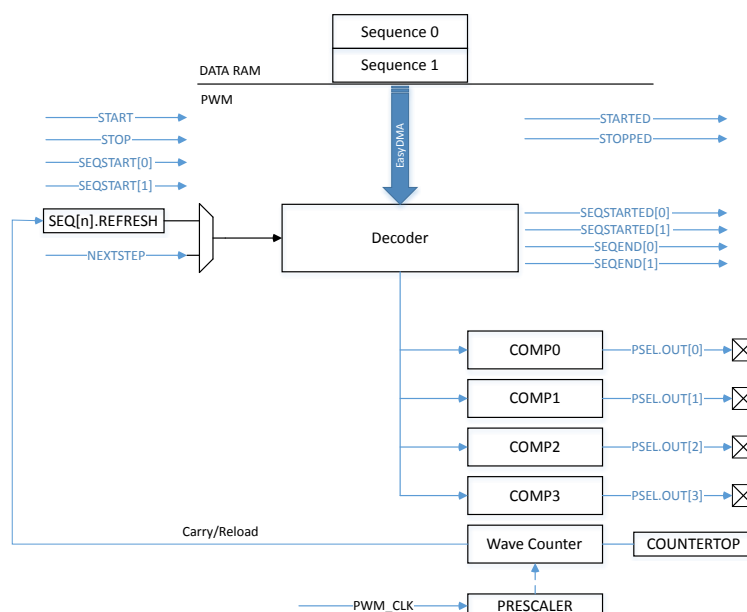 Sequence 0
Sequence 1
DATA RAM
PWM
START
STOP
SEQSTART[0]
SEQSTART[1]
EasyDMA
STARTED
STOPPED
SEQ[n].REFRESH
NEXTSTEP
Decoder
SEQSTARTED[0]
SEQSTARTED[1]
SEQEND[0]
SEQEND[1]
COMP0
PSEL.OUT[0]
COMP1
PSEL.OUT[1]
COMP2
PSEL.OUT[2]
COMP3
PSEL.OUT[3]
Carry/Reload
Wave Counter
COUNTERTOP
PWM_CLK
PRESCALER